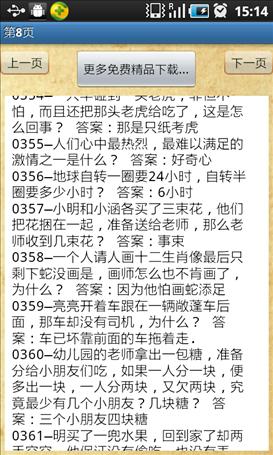 15:14
第8页
上一页
更多免费精品下载...
下一页
0354—一人牵碰到一头老虎，非但不
怕，而且还把那头老虎给吃了，这是怎
么回事？ 答案：那是只纸考虎
0355—人们心中最热烈，最难以满足的
激情之一是什么？ 答案：好奇心
0356—地球自转一圈要24小时，自转半
圈要多少小时？ 答案：6小时
0357—小明和小涵各买了三束花，他们
把花捆在一起，准备送给老师，那么老
师收到几束花？ 答案：事束
0358—一个人请人画十二生肖像最后只
剩下蛇没画是，画师怎么也不肯画了，
为什么？ 答案：因为他怕画蛇添足
0359—亮亮开着车跟在一辆敞蓬车后
面，那车却没有司机，为什么？ 答
案：车已坏靠前面的车拖着走.
0360—幼儿园的老师拿出一包糖，准备
分给小朋友们吃，如果一人分一块，便
多出一块，一人分两块，又欠两块，究
竟最少有几个小朋友？几块糖？ 答
案：三个小朋友四块糖
0361—明买了一兜水果，回到家了却两